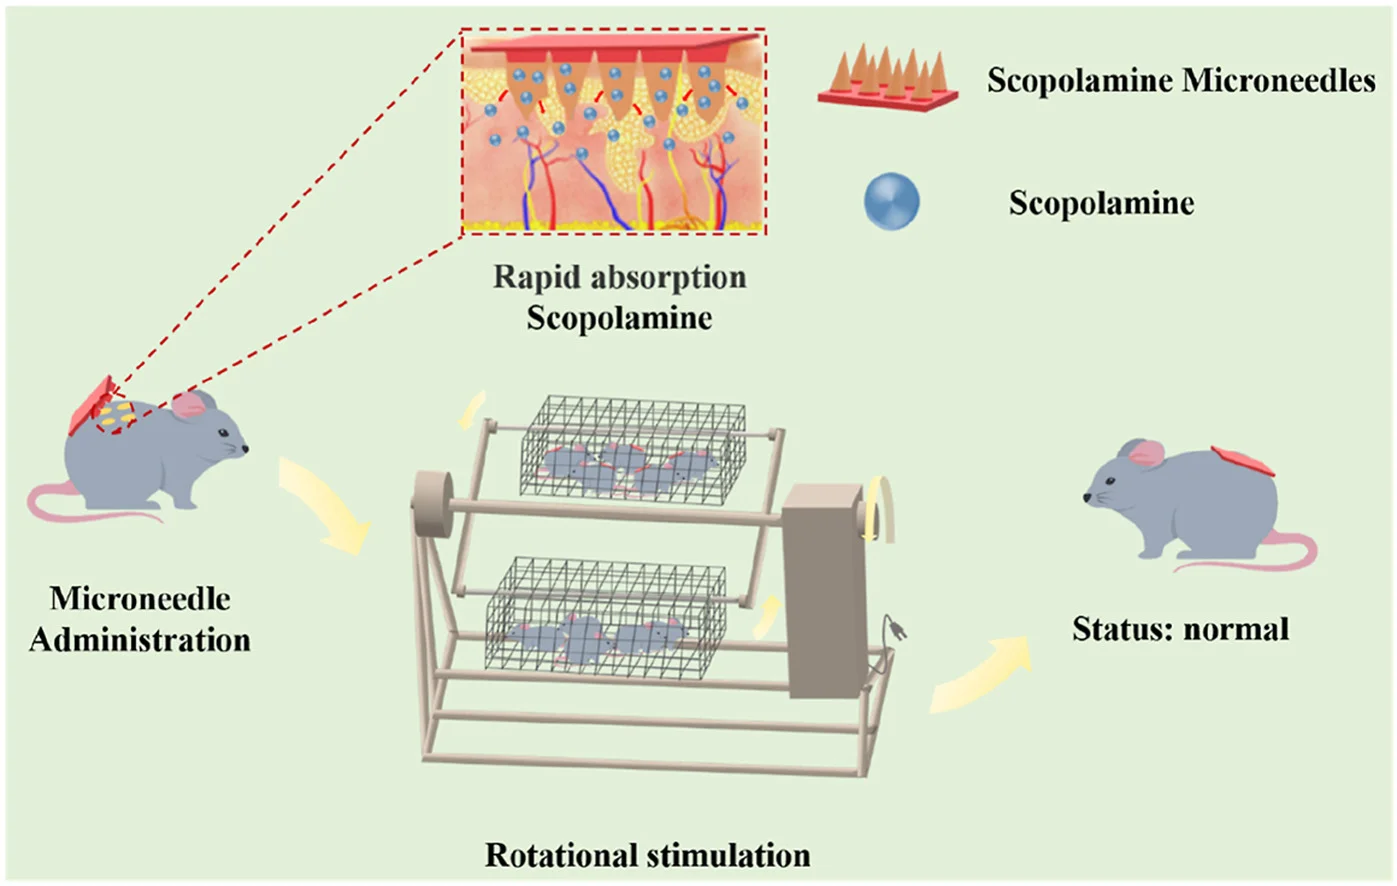 Scopolamine Microneedles
Scopolamine
Rapid absorption
Scopolamine
Microneedle
Administration
Status: normal
Rotational stimulation